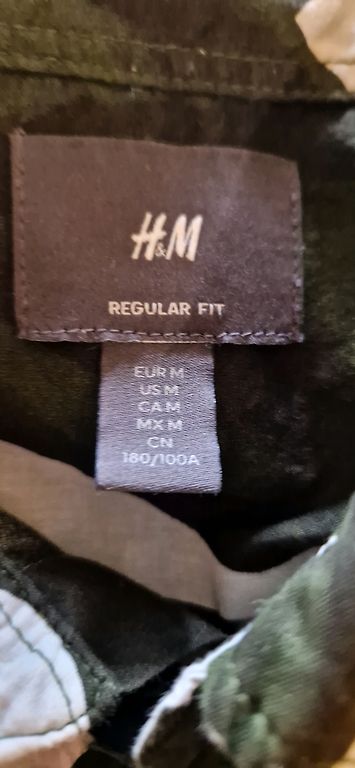 H&M
REGULAR FIT
EUR M
US M
CA M
MX M
CN
180/100A